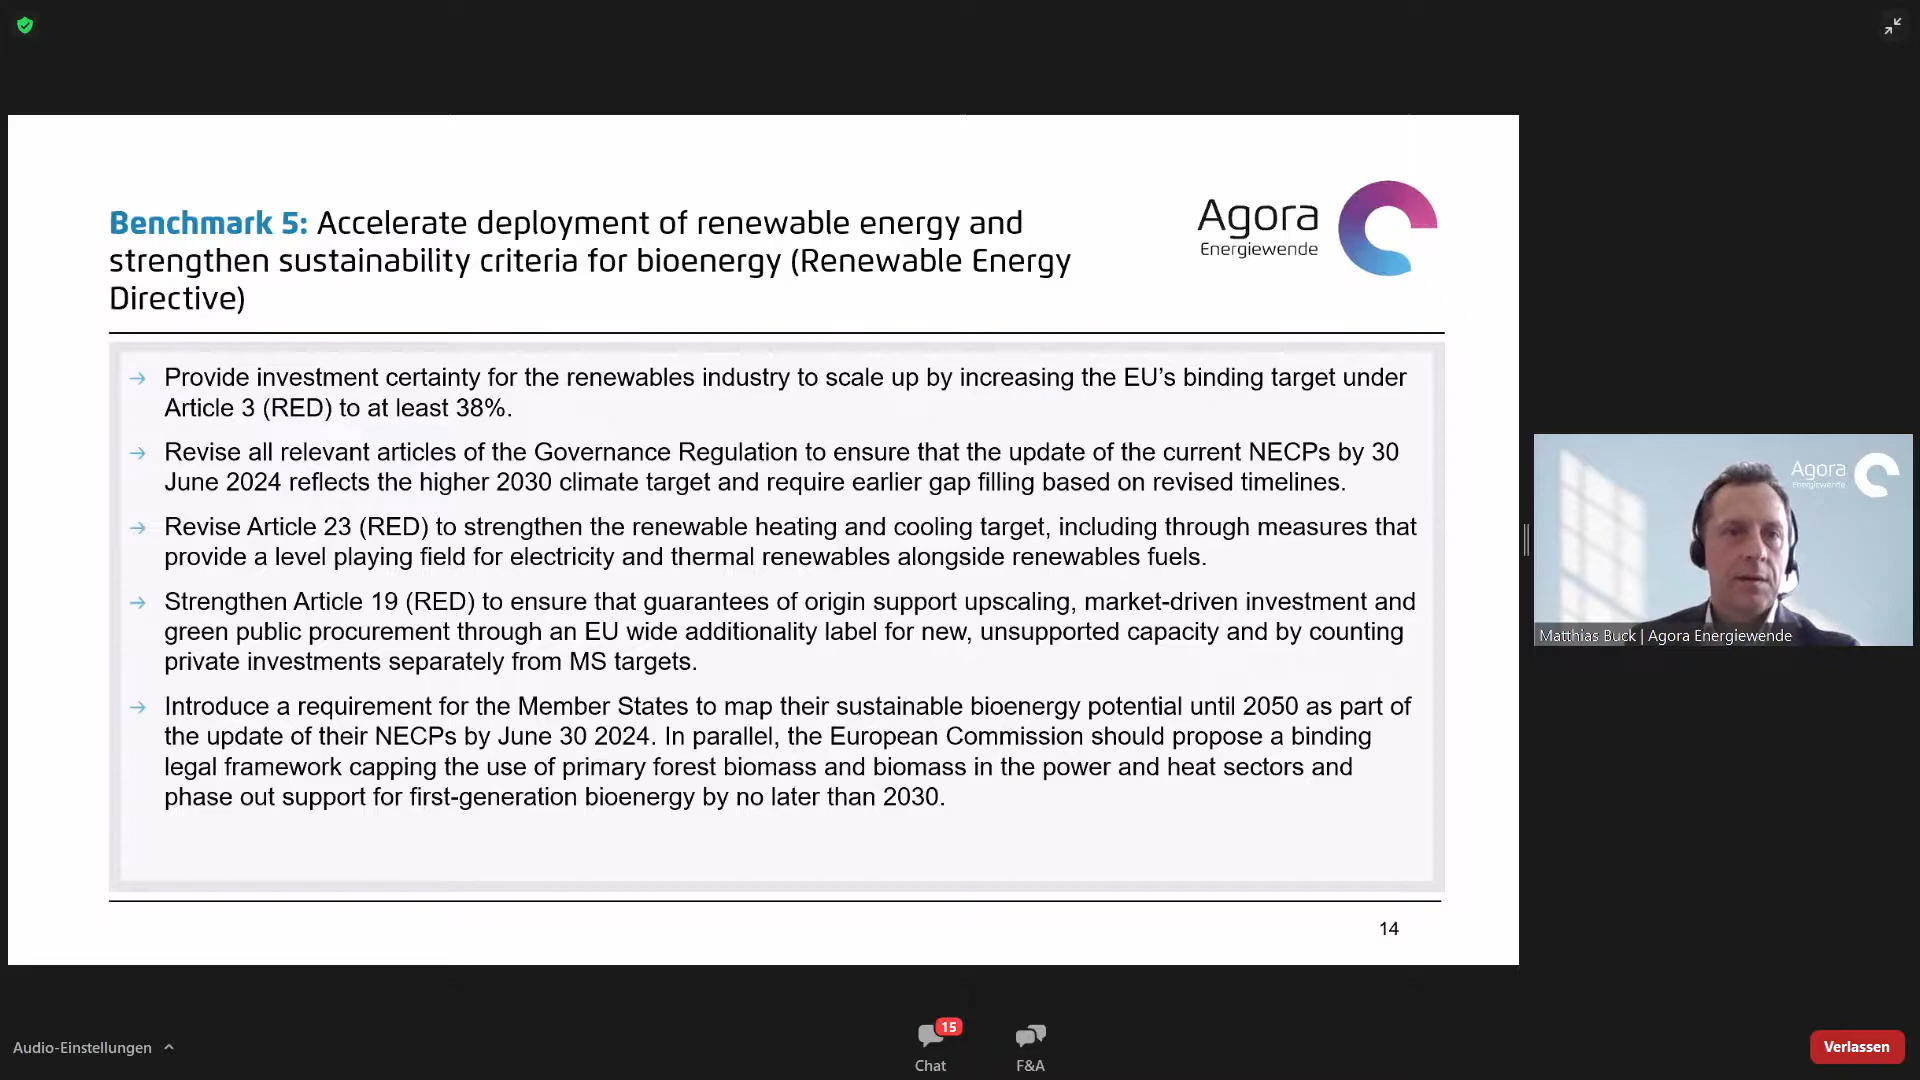 Benchmark 5: Accelerate deployment of renewable energy and
strengthen sustainability criteria for bioenergy (Renewable Energy
Directive)
Agora
Energiewende
→ Provide investment certainty for the renewables industry to scale up by increasing the EU’s binding target under
Article 3 (RED) to at least 38%.
→ Revise all relevant articles of the Governance Regulation to ensure that the update of the current NECPs by 30
June 2024 reflects the higher 2030 climate target and require earlier gap filling based on revised timelines.
→ Revise Article 23 (RED) to strengthen the renewable heating and cooling target, including through measures that
provide a level playing field for electricity and thermal renewables alongside renewables fuels.
→ Strengthen Article 19 (RED) to ensure that guarantees of origin support upscaling, market-driven investment and
green public procurement through an EU wide additionality label for new, unsupported capacity and by counting
private investments separately from MS targets.
→ Introduce a requirement for the Member States to map their sustainable bioenergy potential until 2050 as part of
the update of their NECPs by June 30 2024. In parallel, the European Commission should propose a binding
legal framework capping the use of primary forest biomass and biomass in the power and heat sectors and
phase out support for first-generation bioenergy by no later than 2030.
14
Agora
Energiewende
Matthias Buck | Agora Energiewende
Audio-Einstellungen
15
Chat
F&A
Verlassen